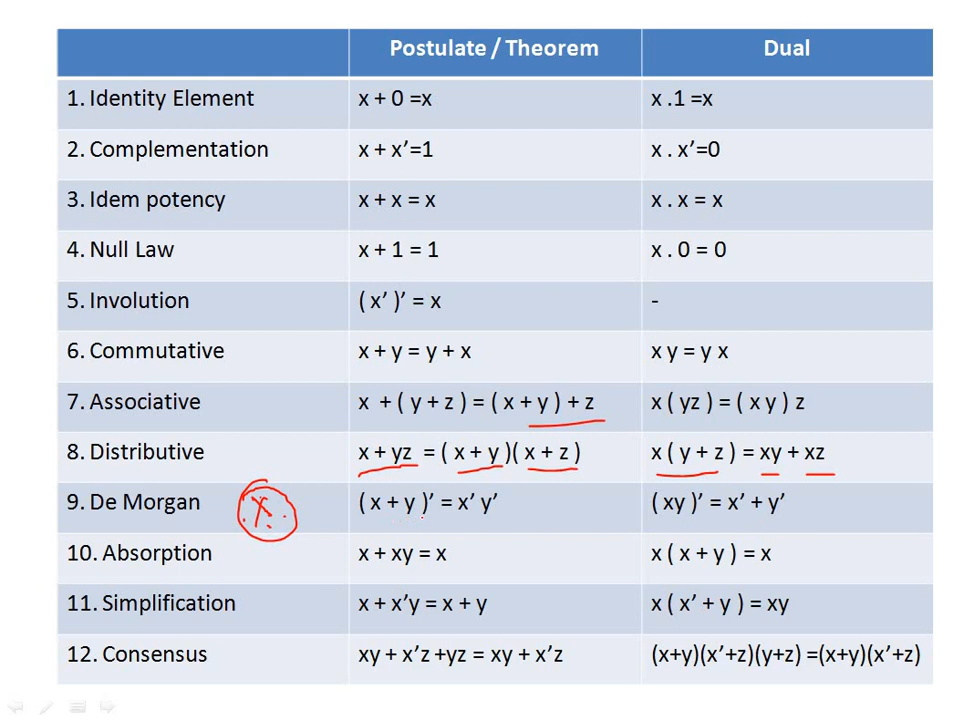 Postulate / Theorem Dual
1. Identity Element x + 0 =x x .1 =x
2. Complementation x + x’=1 x . x’=0
3. Idem potency x + x = x x . x = x
4. Null Law x + 1 = 1 x . 0 = 0
5. Involution ( x’ )’ = x -
6. Commutative x + y = y + x x y = y x
7. Associative x + ( y + z ) = ( x + y ) + z x ( yz ) = ( x y ) z
8. Distributive x + yz = ( x + y )( x + z ) x ( y + z ) = xy + xz
9. De Morgan ( x + y )’ = x’ y’ ( xy )’ = x’ + y’
10. Absorption x + xy = x x ( x + y ) = x
11. Simplification x + x’y = x + y x ( x’ + y ) = xy
12. Consensus xy + x’z +yz = xy + x’z (x+y)(x’+z)(y+z) =(x+y)(x’+z)